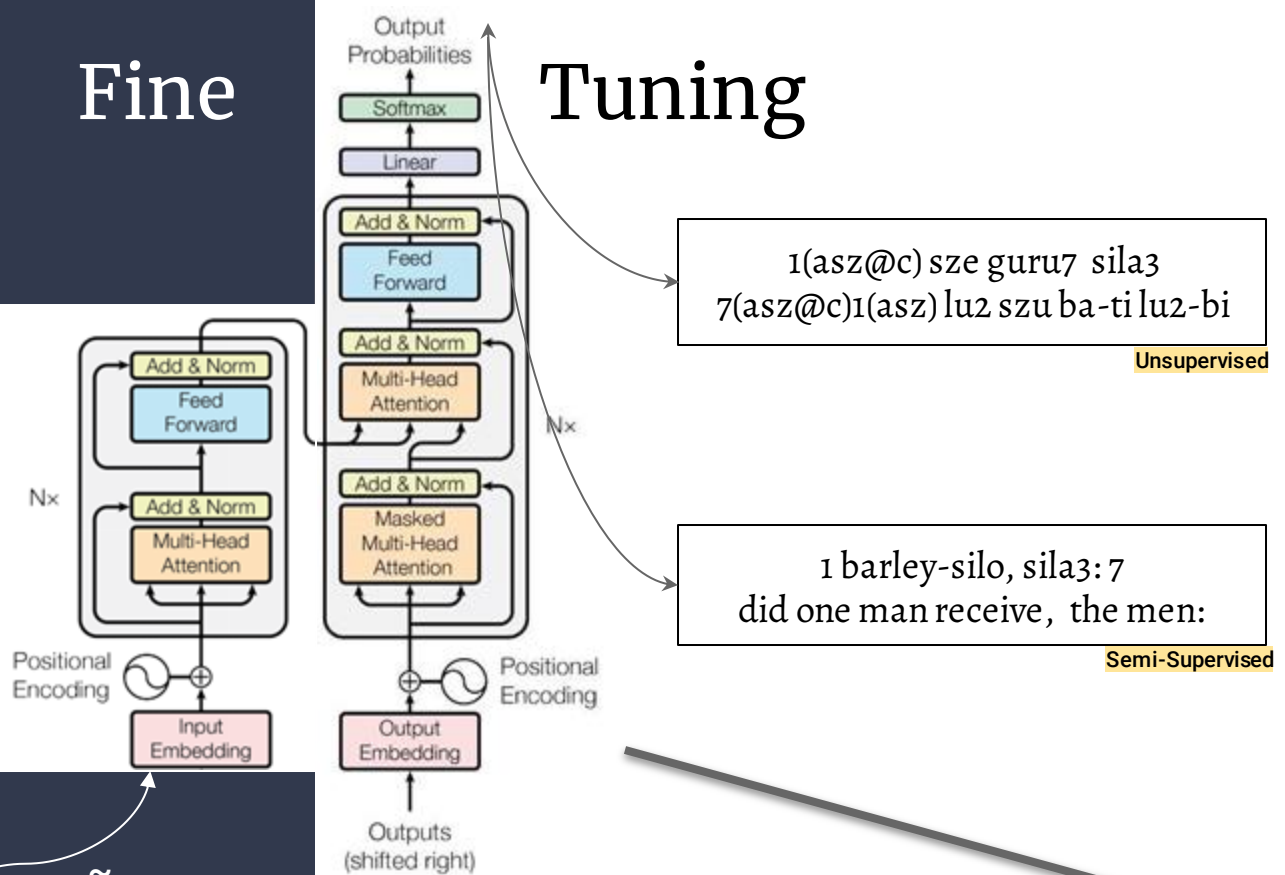 Fine Tuning
Output
Probabilities
Softmax
Linear
Add & Norm
Feed
Forward
Add & Norm
Multi-Head
Attention
Nx
Add & Norm
Masked
Multi-Head
Attention
Positional
Encoding
Output
Embedding
Outputs
(shifted right)
Add & Norm
Feed
Forward
Nx
Add & Norm
Multi-Head
Attention
Positional
Encoding
Input
Embedding
1(asz@c) sze guru7 sila3
7(asz@c)1(asz) lu2 szu ba-ti lu2-bi
Unsupervised
1 barley-silo, sila3: 7
did one man receive, the men:
Semi-Supervised